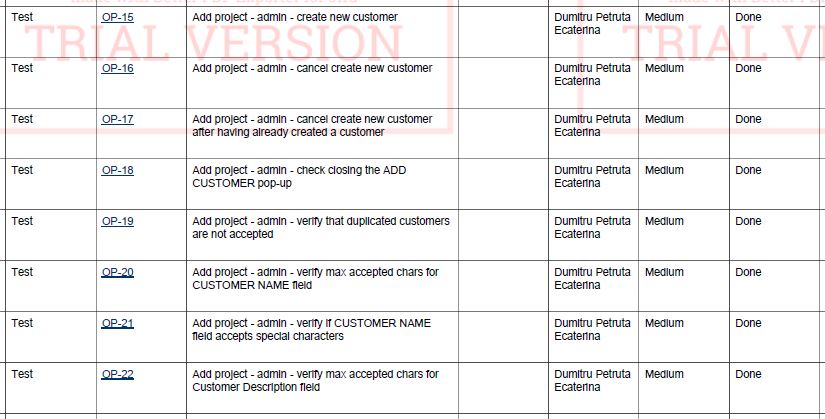 Test OP-15 Add project - admin - create new customer Dumitru Petruta Medium Done
Ecaterina
TRIAL VERSION
Test OP-16 Add project - admin - cancel create new customer Dumitru Petruta Medium Done
Ecaterina
Test OP-17 Add project - admin - cancel create new customer Dumitru Petruta Medium Done
after having already created a customer Ecaterina
Test OP-18 Add project - admin - check closing the ADD Dumitru Petruta Medium Done
CUSTOMER pop-up Ecaterina
Test OP-19 Add project - admin - verify that duplicated customers Dumitru Petruta Medium Done
are not accepted Ecaterina
Test OP-20 Add project - admin - verify max accepted chars for Dumitru Petruta Medium Done
CUSTOMER NAME field Ecaterina
Test OP-21 Add project - admin - verify if CUSTOMER NAME Dumitru Petruta Medium Done
field accepts special characters Ecaterina
Test OP-22 Add project - admin - verify max accepted chars for Dumitru Petruta Medium Done
Customer Description field Ecaterina